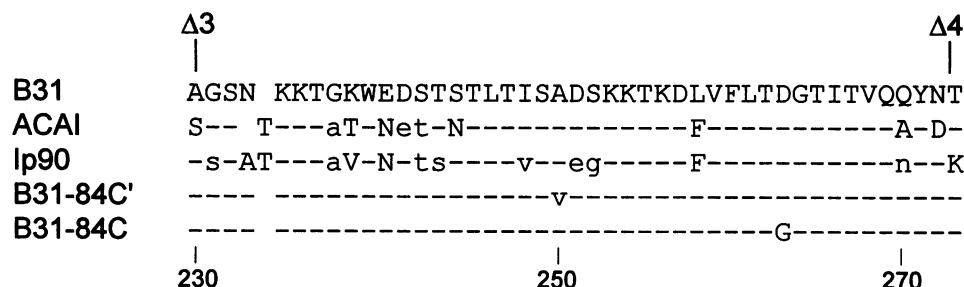 Δ3 Δ4
B31 AGSN KKTGKWEDSTSTLTISADSKKTKDLVFLTDGTITVQQYNT
ACAI S-- T---aT-Net-N-------------F-----------A-D-
Ip90 -s-AT---aV-N-ts----v--eg-----F-----------n--K
B31-84C' ---- ----------------v-----------------------
B31-84C ---- -----------------------------G----------
230 250 270